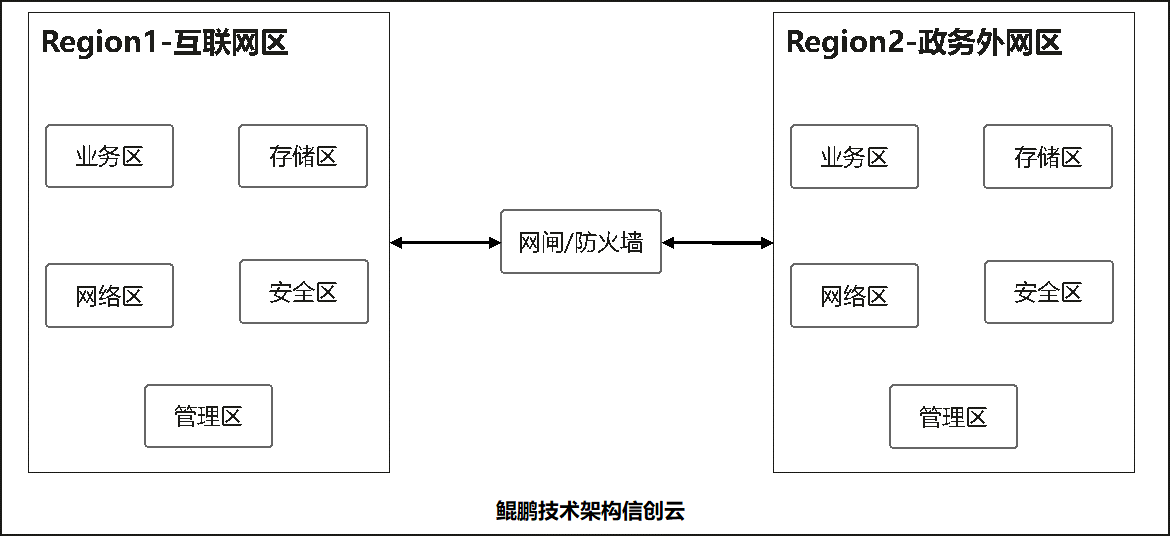 Region1-互联网区
业务区
存储区
网络区
安全区
管理区
网闸/防火墙
Region2-政务外网区
业务区
存储区
网络区
安全区
管理区
鲲鹏技术架构信创云